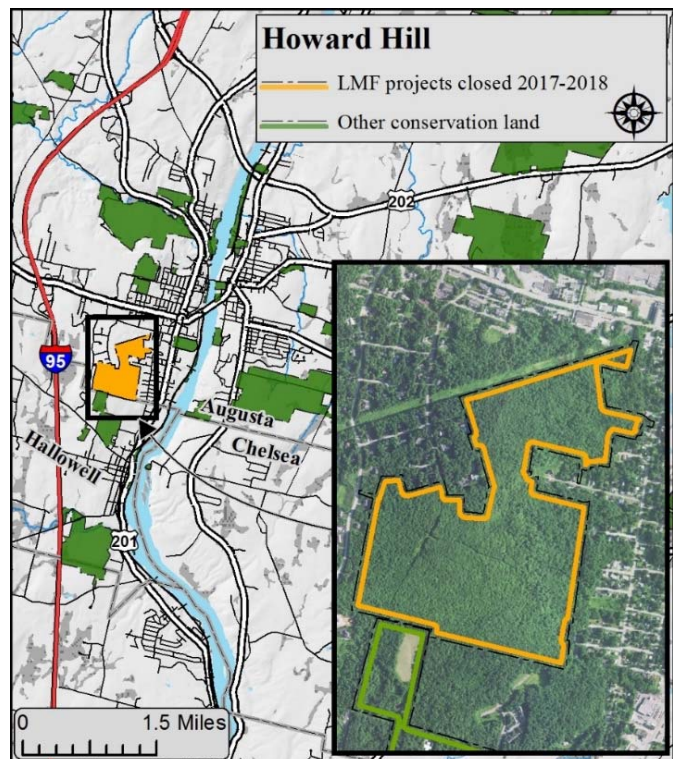 Howard Hill
LMF projects closed 2017-2018
Other conservation land
202
95
Augusta
Chelsea
Hallowell
201
0 1.5 Miles